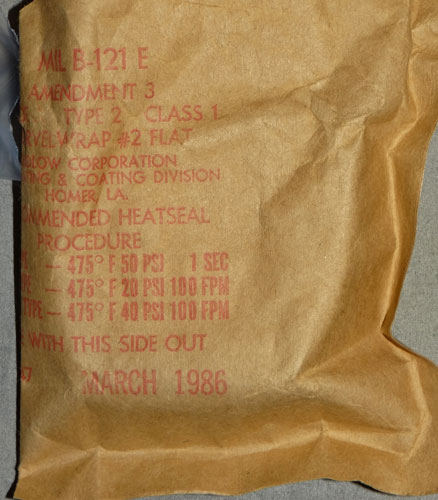 MIL B-121 E
AMENDMENT 3
TYPE 2 CLASS 1
WRAP #2 FLAT
CORPORATION
& COATING DIVISION
HOMER, LA.
HEATSEAL
PROCEDURE
– 475° F 50 PSI 1 SEC
– 475° F 20 PSI 100 FPM
TYPE – 475° F 40 PSI 100 FPM
WITH THIS SIDE OUT
MARCH 1986